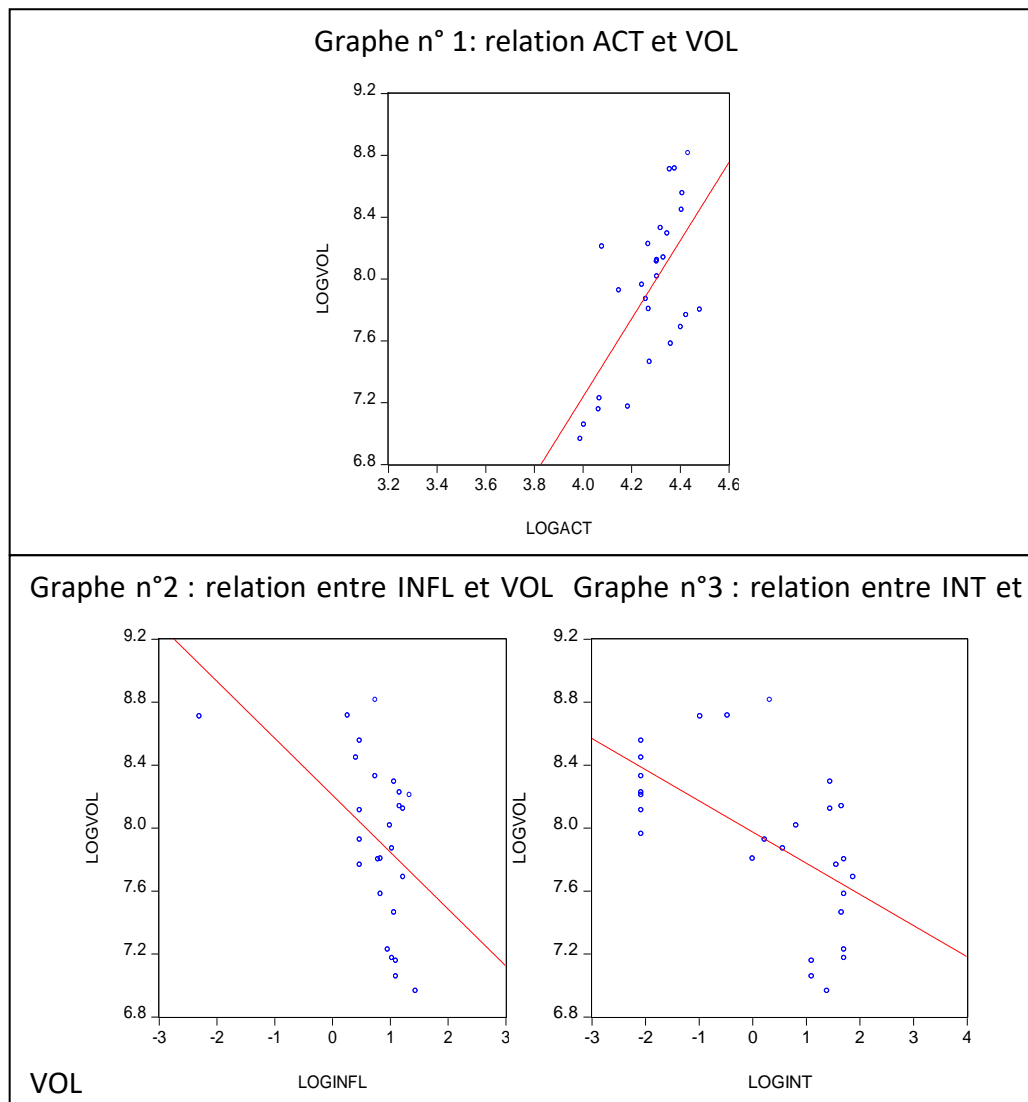 Graphe n° 1: relation ACT et VOL
9.2
8.8
8.4
8.0
7.6
7.2
6.8
LOGVOL
3.2 3.4 3.6 3.8 4.0 4.2 4.4 4.6
LOGACT
Graphe n°2 : relation entre INFL et VOL Graphe n°3 : relation entre INT et
9.2
8.8
8.4
8.0
7.6
7.2
6.8
LOGVOL
-3 -2 -1 0 1 2 3
LOGINFL
9.2
8.8
8.4
8.0
7.6
7.2
6.8
LOGVOL
-3 -2 -1 0 1 2 3 4
LOGINT
VOL